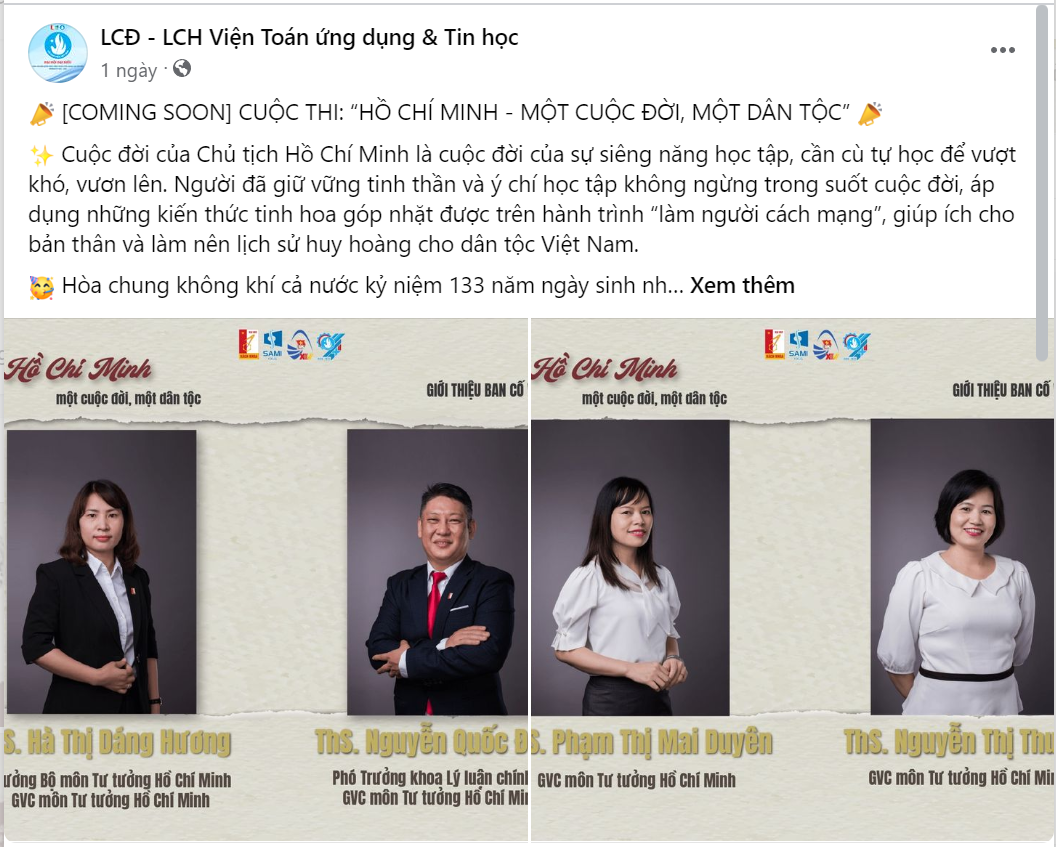 LCĐ - LCH Viện Toán ứng dụng & Tin học
1 ngày ·
[COMING SOON] CUỘC THI: “HỒ CHÍ MINH - MỘT CUỘC ĐỜI, MỘT DÂN TỘC”
Cuộc đời của Chủ tịch Hồ Chí Minh là cuộc đời của sự siêng năng học tập, cần cù tự học để vượt
khó, vươn lên. Người đã giữ vững tinh thần và ý chí học tập không ngừng trong suốt cuộc đời, áp
dụng những kiến thức tinh hoa góp nhặt được trên hành trình “làm người cách mạng”, giúp ích cho
bản thân và làm nên lịch sử huy hoàng cho dân tộc Việt Nam.
Hòa chung không khí cả nước kỷ niệm 133 năm ngày sinh nh... Xem thêm
SAMI
Hồ Chí Minh
một cuộc đời, một dân tộc
GIỚI THIỆU BAN CỐ
S. Hà Thị Dáng Hương
ưởng Bộ môn Tư tưởng Hồ Chí Minh
GVC môn Tư tưởng Hồ Chí Minh
ThS. Nguyễn Quốc Đ
Phó Trưởng khoa Lý luận chính
GVC môn Tư tưởng Hồ Chí Mi
SAMI
Hồ Chí Minh
một cuộc đời, một dân tộc
GIỚI THIỆU BAN CỐ
S. Phạm Thị Mai Duyên
GVC môn Tư tưởng Hồ Chí Minh
ThS. Nguyễn Thị Thu
GVC môn Tư tưởng Hồ Chí Mi